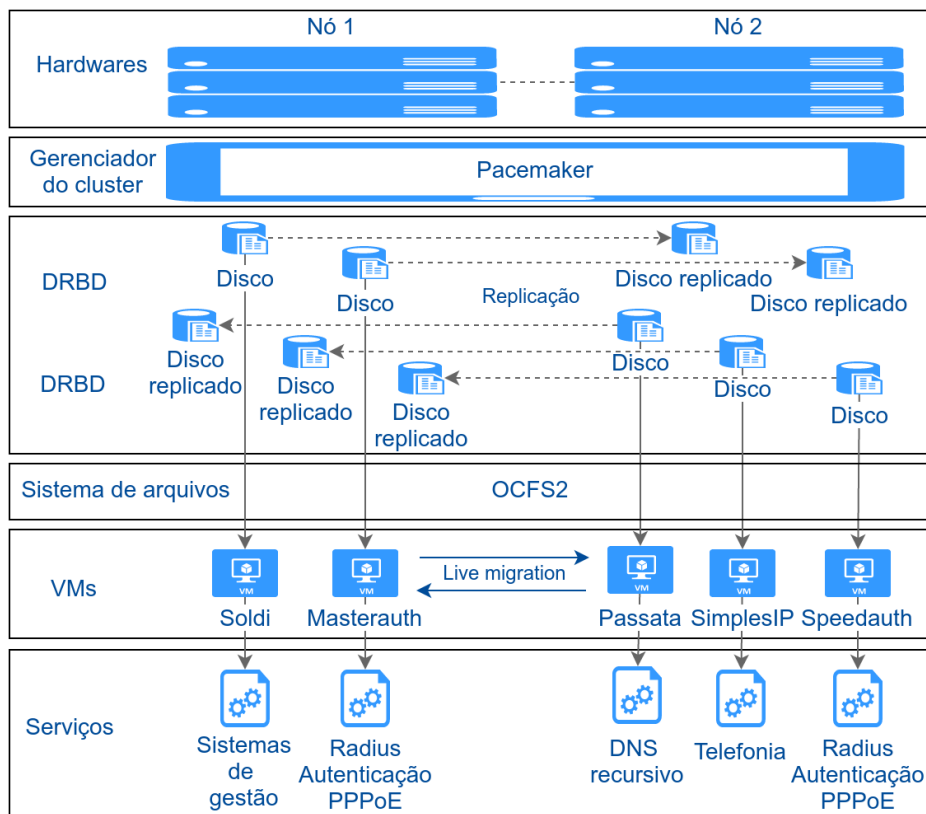 Nó 1
Nó 2
Hardwares
Gerenciador
do cluster
Pacemaker
DRBD
Disco
Disco
Disco replicado
Disco replicado
Replicação
DRBD
Disco
replicado
Disco
replicado
Disco
replicado
Disco
Disco
Disco
Sistema de arquivos
OCFS2
VMs
Live migration
VM
VM
VM
VM
VM
Soldi
Masterauth
Passata
SimplesIP
Speedauth
Serviços
Sistemas
de
gestão
Radius
Autenticação
PPPoE
DNS
recursivo
Telefonia
Radius
Autenticação
PPPoE